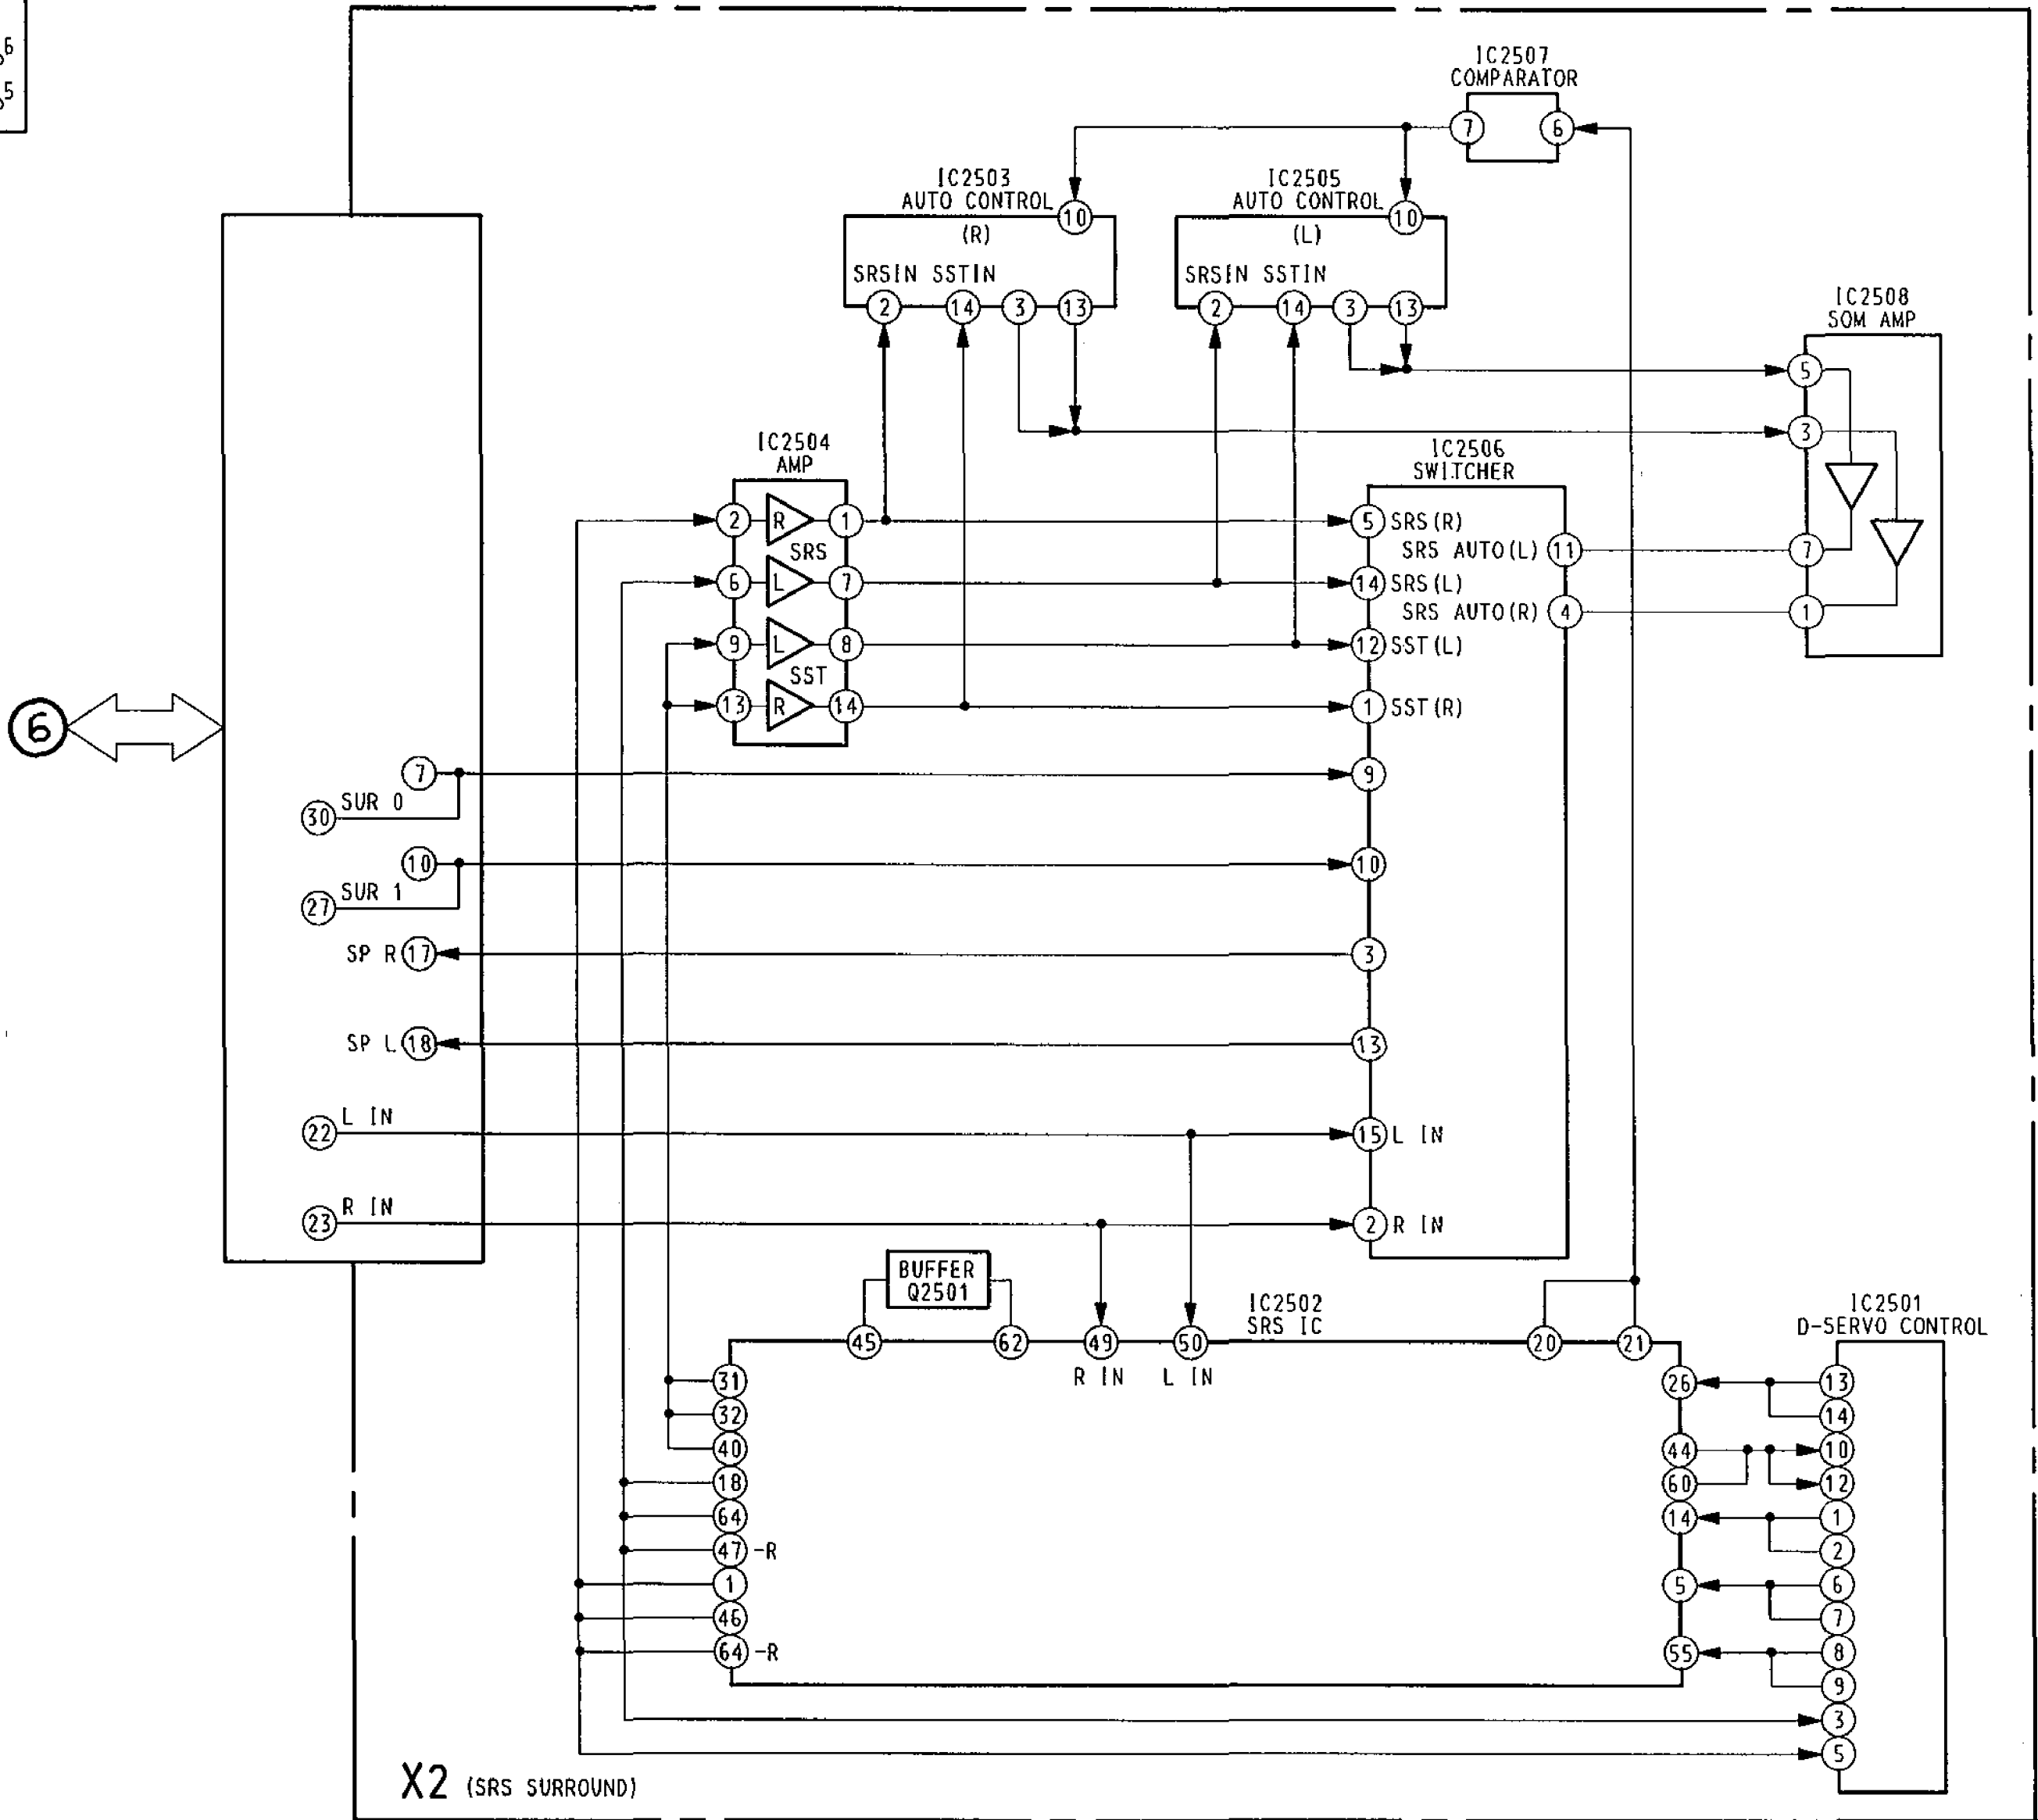 6
5
IC2507
COMPARATOR
7 6
IC2503
AUTO CONTROL
10
(R)
SRSIN SSTIN
2 14 3 13
IC2505
AUTO CONTROL
10
(L)
SRSIN SSTIN
2 14 3 13
IC2508
SOM AMP
5
3
7
1
IC2504
AMP
2 R 1
SRS
6 L 7
9 L 8
SST
13 R 14
IC2506
SWITCHER
5 SRS(R)
SRS AUTO(L) 11
14 SRS(L)
SRS AUTO(R) 4
12 SST(L)
1 SST(R)
9
10
3
13
15 L IN
2 R IN
6
7
30 SUR 0
10
27 SUR 1
SP R 17
SP L 18
22 L IN
23 R IN
BUFFER
Q2501
IC2502
SRS IC
45 62 49 50 20 21
R IN L IN
31
32
40
18
64
47 -R
1
46
64 -R
26
44
60
14
5
55
IC2501
D-SERVO CONTROL
13
14
10
12
1
2
6
7
8
9
3
5
X2 (SRS SURROUND)